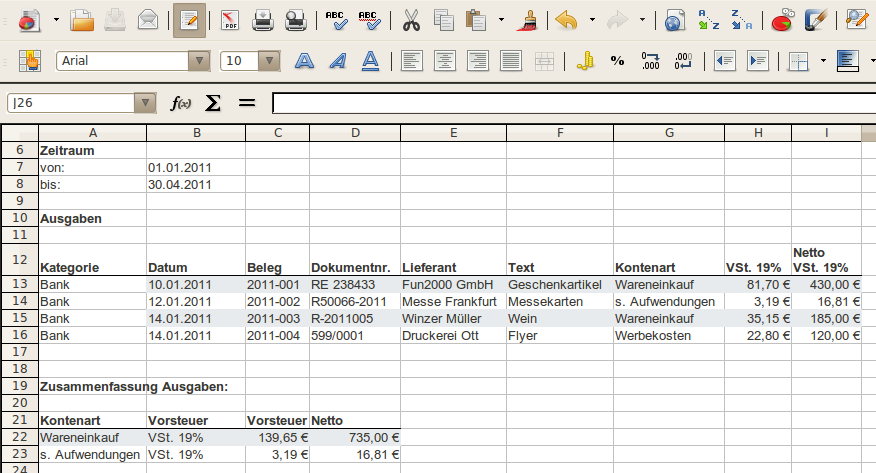 PDF ABC ABC A Z Z A
Arial 10 A A A % .000 .000
J26 f(x) Σ =
A B C D E F G H I
6 Zeitraum
7 von: 01.01.2011
8 bis: 30.04.2011
9
10 Ausgaben
11
12 Kategorie Datum Beleg Dokumentnr. Lieferant Text Kontenart VSt. 19% Netto VSt. 19%
13 Bank 10.01.2011 2011-001 RE 238433 Fun2000 GmbH Geschenkartikel Wareneinkauf 81,70 € 430,00 €
14 Bank 12.01.2011 2011-002 R50066-2011 Messe Frankfurt Messekarten s. Aufwendungen 3,19 € 16,81 €
15 Bank 14.01.2011 2011-003 R-2011005 Winzer Müller Wein Wareneinkauf 35,15 € 185,00 €
16 Bank 14.01.2011 2011-004 599/0001 Druckerei Ott Flyer Werbekosten 22,80 € 120,00 €
17
18
19 Zusammenfassung Ausgaben:
20
21 Kontenart Vorsteuer Vorsteuer Netto
22 Wareneinkauf VSt. 19% 139,65 € 735,00 €
23 s. Aufwendungen VSt. 19% 3,19 € 16,81 €
24